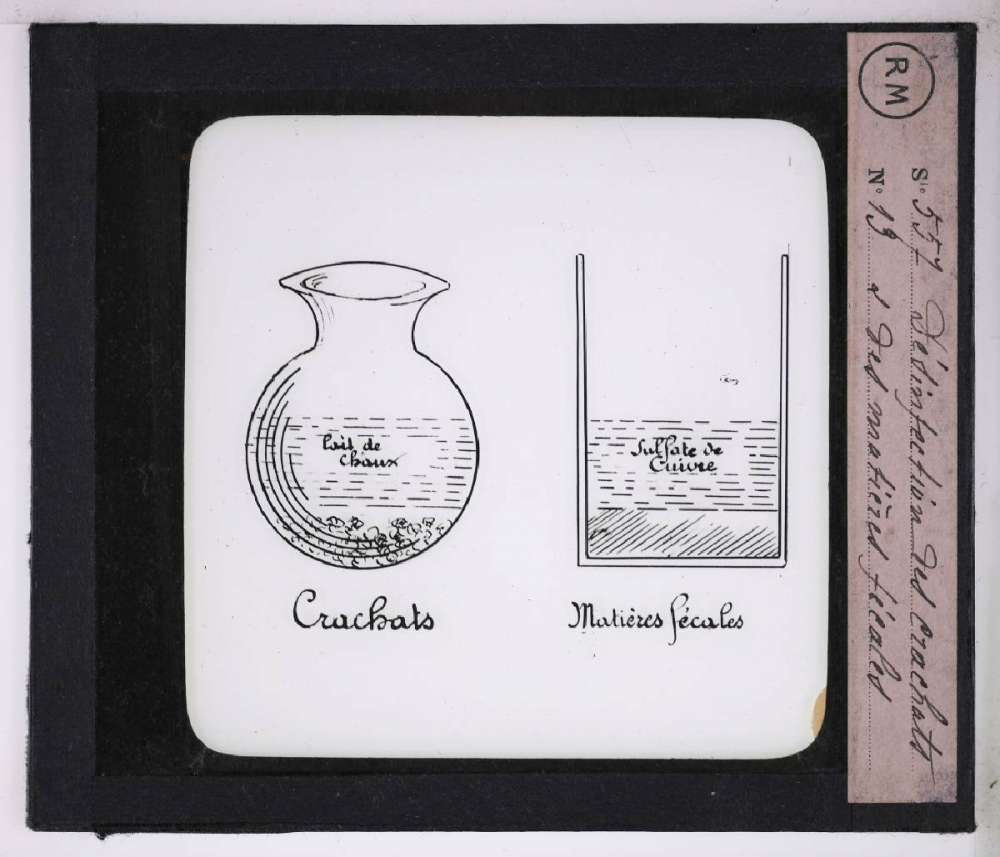 Lait de
chaux
Sulfate de
Cuivre
Crachats
Matières fécales
RM
Sie 557 Désinfection des crachats
No 19 & des matières fécales